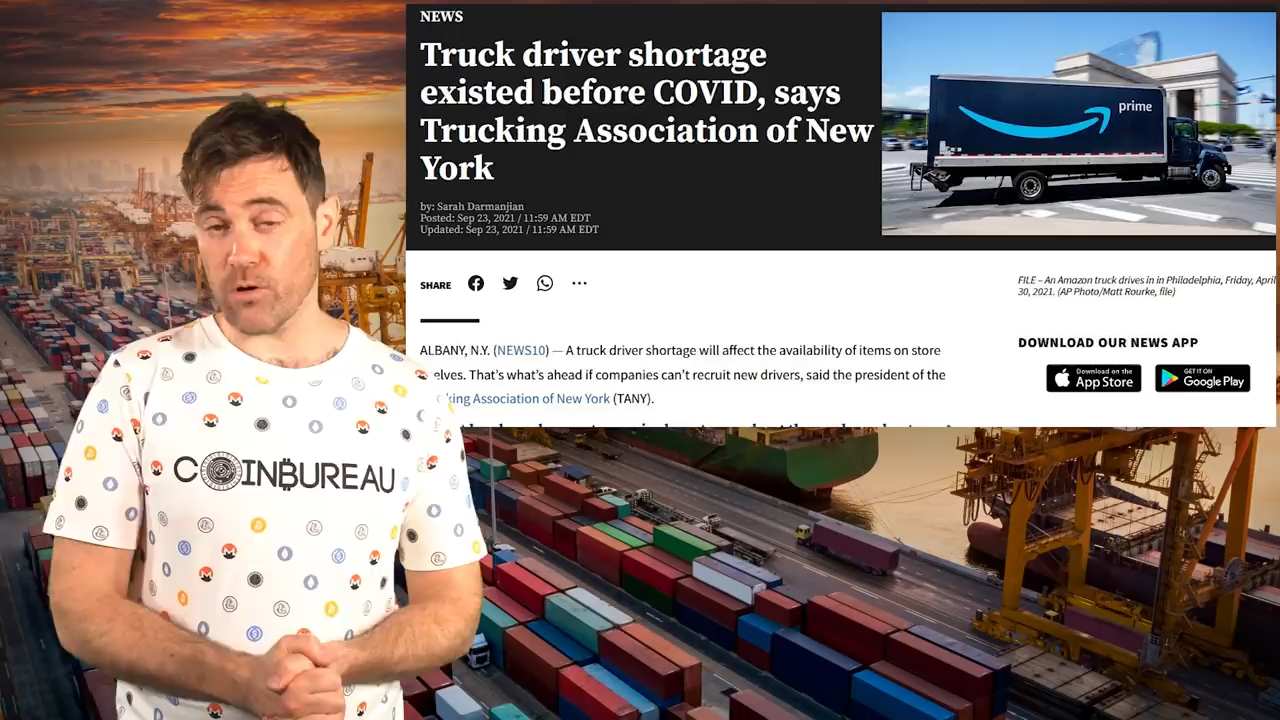 NEWS
Truck driver shortage
existed before COVID, says
Trucking Association of New
York
by: Sarah Darmanjian
Posted: Sep 23, 2021 / 11:59 AM EDT
Updated: Sep 23, 2021 / 11:59 AM EDT
prime
SHARE
FILE – An Amazon truck drives in in Philadelphia, Friday, April
30, 2021. (AP Photo/Matt Rourke, file)
DOWNLOAD OUR NEWS APP
Download on the
App Store
GET IT ON
Google Play
ALBANY, N.Y. (NEWS10) — A truck driver shortage will affect the availability of items on store
elves. That's what's ahead if companies can't recruit new drivers, said the president of the
king Association of New York (TANY).
COINBUREAU